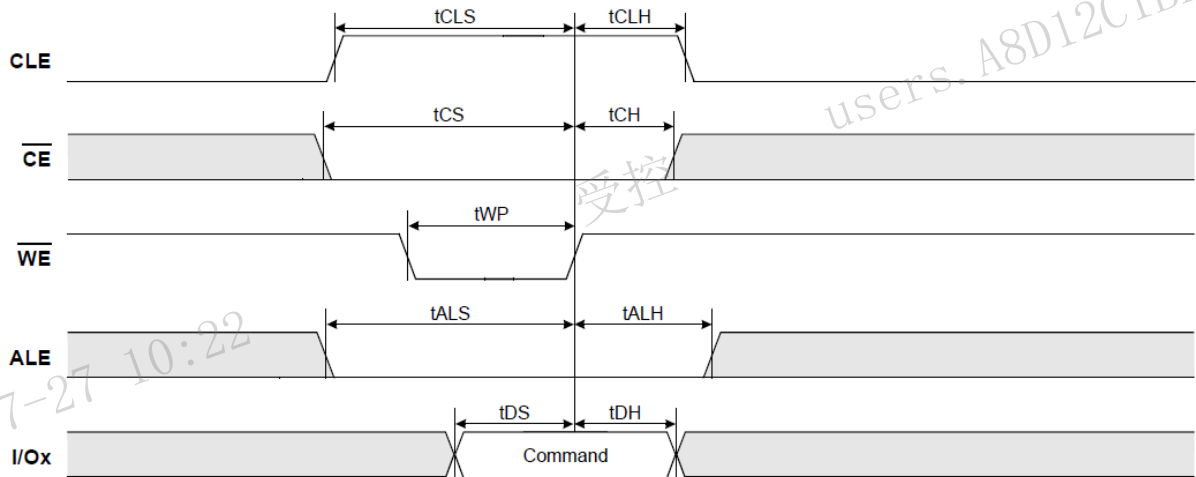 tCLS tCLH
CLE
users. A8D12C1D
tCS tCH
CE
受控
tWP
WE
tALS tALH
ALE
7-27 10:22
tDS tDH
I/Ox Command